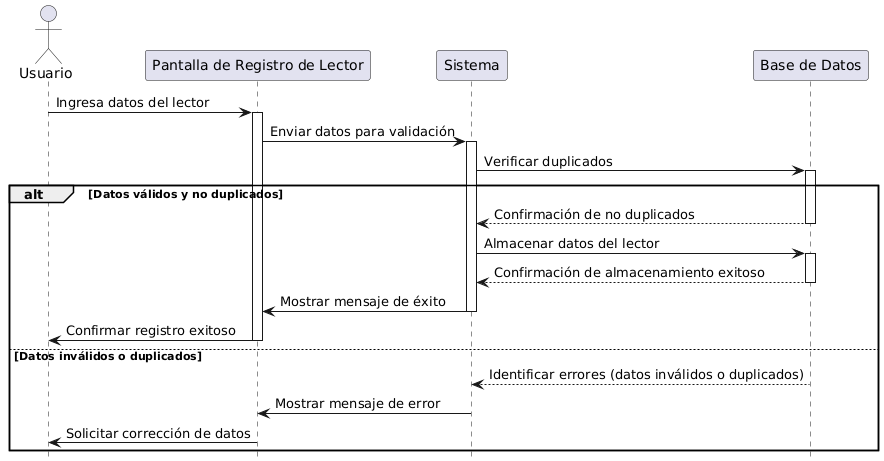 Usuario
Pantalla de Registro de Lector
Sistema
Base de Datos
Ingresa datos del lector
Enviar datos para validación
Verificar duplicados
alt
[Datos válidos y no duplicados]
Confirmación de no duplicados
Almacenar datos del lector
Confirmación de almacenamiento exitoso
Mostrar mensaje de éxito
Confirmar registro exitoso
[Datos inválidos o duplicados]
Identificar errores (datos inválidos o duplicados)
Mostrar mensaje de error
Solicitar corrección de datos